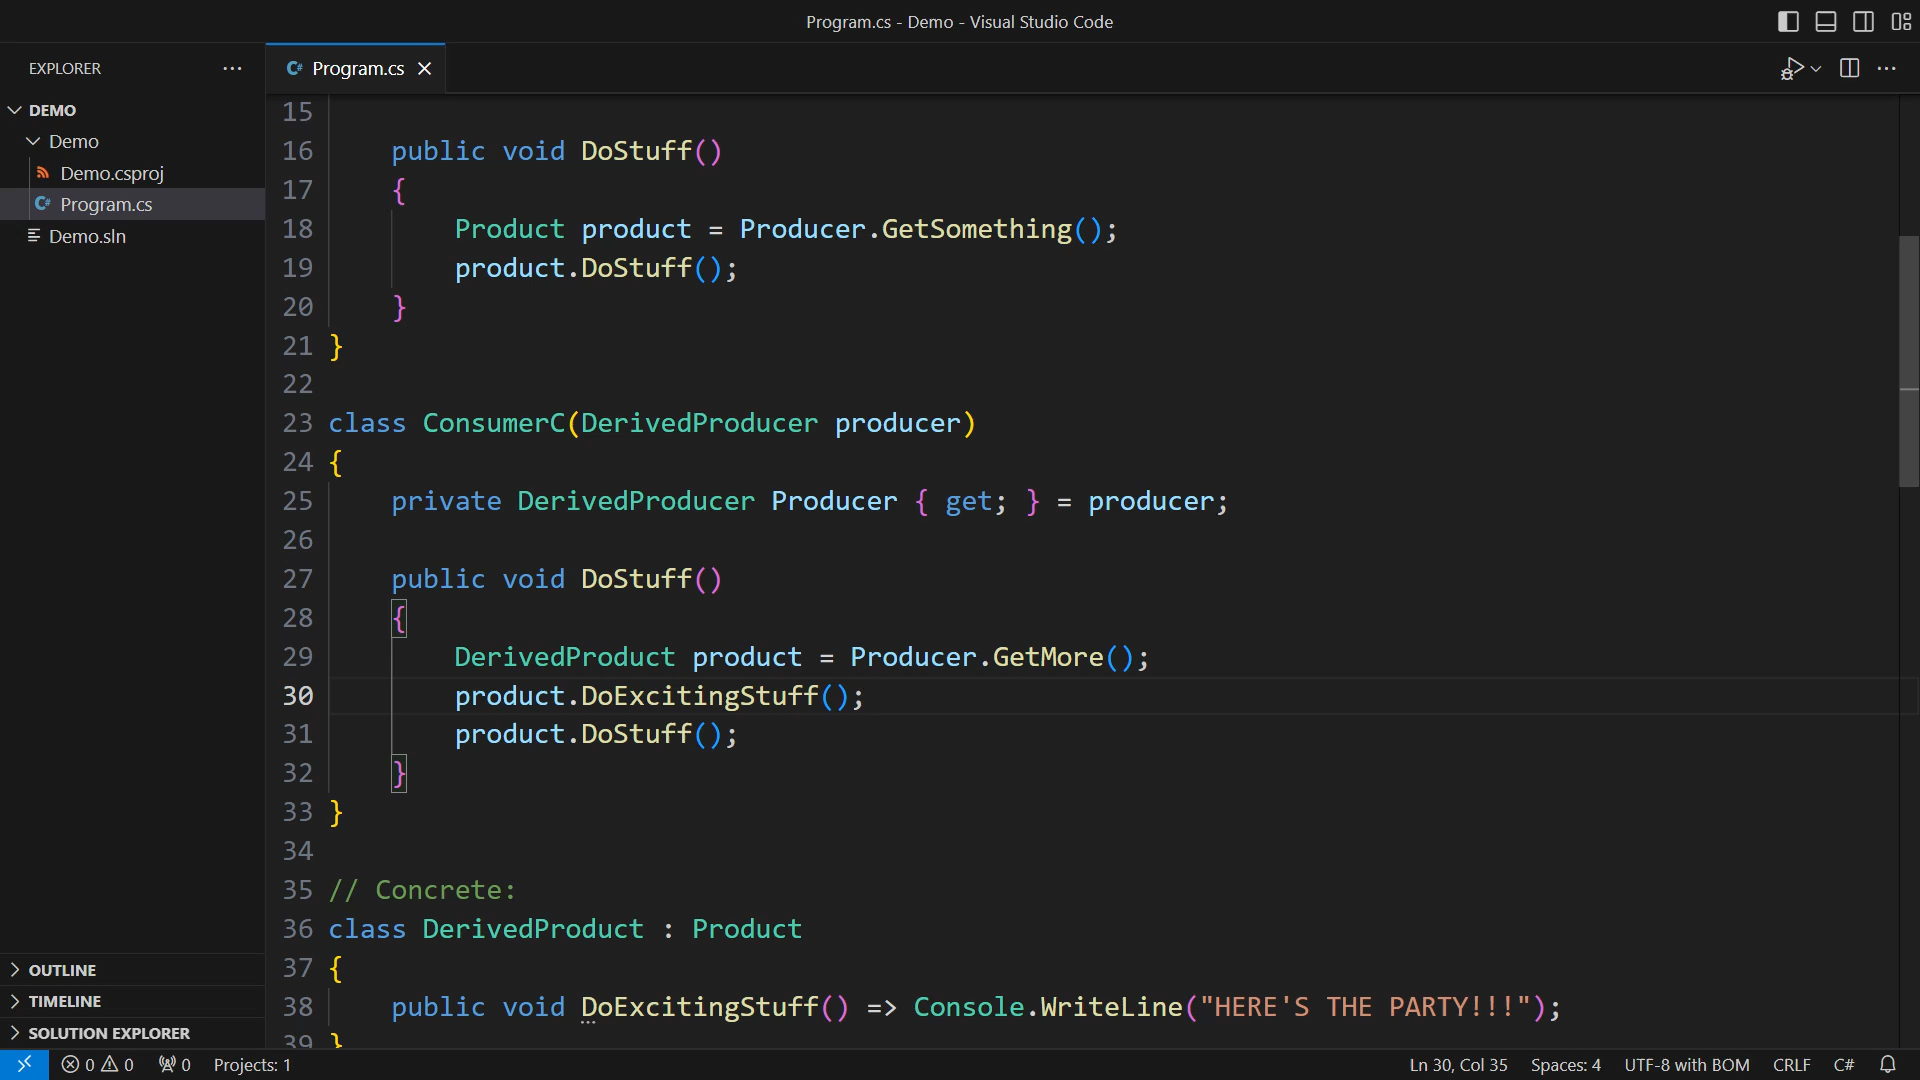 Program.cs - Demo - Visual Studio Code
EXPLORER
DEMO
Demo
Demo.csproj
Program.cs
Demo.sln
OUTLINE
TIMELINE
SOLUTION EXPLORER
Program.cs
15
16 public void DoStuff()
17 {
18 Product product = Producer.GetSomething();
19 product.DoStuff();
20 }
21 }
22
23 class ConsumerC(DerivedProducer producer)
24 {
25 private DerivedProducer Producer { get; } = producer;
26
27 public void DoStuff()
28 {
29 DerivedProduct product = Producer.GetMore();
30 product.DoExcitingStuff();
31 product.DoStuff();
32 }
33 }
34
35 // Concrete:
36 class DerivedProduct : Product
37 {
38 public void DoExcitingStuff() => Console.WriteLine("HERE'S THE PARTY!!!");
39 }
0 0 0 Projects: 1 Ln 30, Col 35 Spaces: 4 UTF-8 with BOM CRLF C#